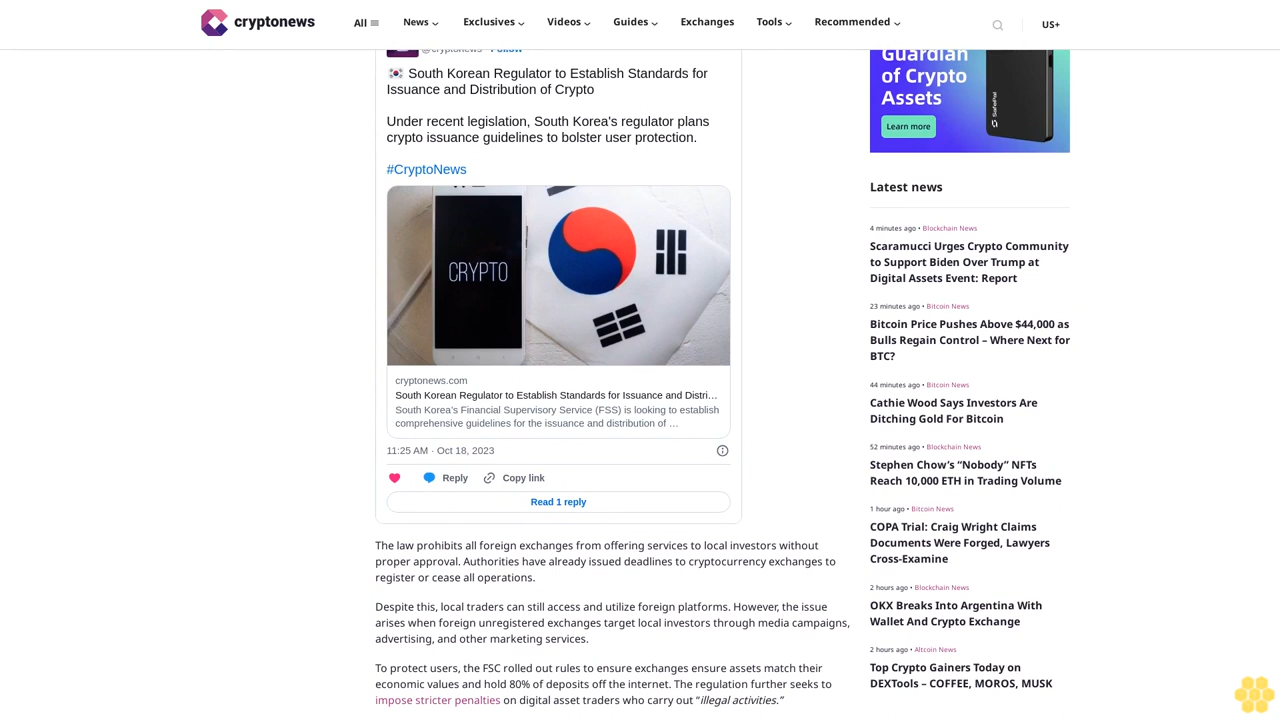 cryptonews
All
News
Exclusives
Videos
Guides
Exchanges
Tools
Recommended
US+
@cryptonews · Follow
South Korean Regulator to Establish Standards for
Issuance and Distribution of Crypto
Under recent legislation, South Korea's regulator plans
crypto issuance guidelines to bolster user protection.
#CryptoNews
CRYPTO
cryptonews.com
South Korean Regulator to Establish Standards for Issuance and Distri…
South Korea's Financial Supervisory Service (FSS) is looking to establish
comprehensive guidelines for the issuance and distribution of …
11:25 AM · Oct 18, 2023
Reply
Copy link
Read 1 reply
The law prohibits all foreign exchanges from offering services to local investors without
proper approval. Authorities have already issued deadlines to cryptocurrency exchanges to
register or cease all operations.
Despite this, local traders can still access and utilize foreign platforms. However, the issue
arises when foreign unregistered exchanges target local investors through media campaigns,
advertising, and other marketing services.
To protect users, the FSC rolled out rules to ensure exchanges ensure assets match their
economic values and hold 80% of deposits off the internet. The regulation further seeks to
impose stricter penalties on digital asset traders who carry out “illegal activities.”
Guardian
of Crypto
Assets
Learn more
SafePal
Latest news
4 minutes ago • Blockchain News
Scaramucci Urges Crypto Community
to Support Biden Over Trump at
Digital Assets Event: Report
23 minutes ago • Bitcoin News
Bitcoin Price Pushes Above $44,000 as
Bulls Regain Control – Where Next for
BTC?
44 minutes ago • Bitcoin News
Cathie Wood Says Investors Are
Ditching Gold For Bitcoin
52 minutes ago • Blockchain News
Stephen Chow’s “Nobody” NFTs
Reach 10,000 ETH in Trading Volume
1 hour ago • Bitcoin News
COPA Trial: Craig Wright Claims
Documents Were Forged, Lawyers
Cross-Examine
2 hours ago • Blockchain News
OKX Breaks Into Argentina With
Wallet And Crypto Exchange
2 hours ago • Altcoin News
Top Crypto Gainers Today on
DEXTools – COFFEE, MOROS, MUSK